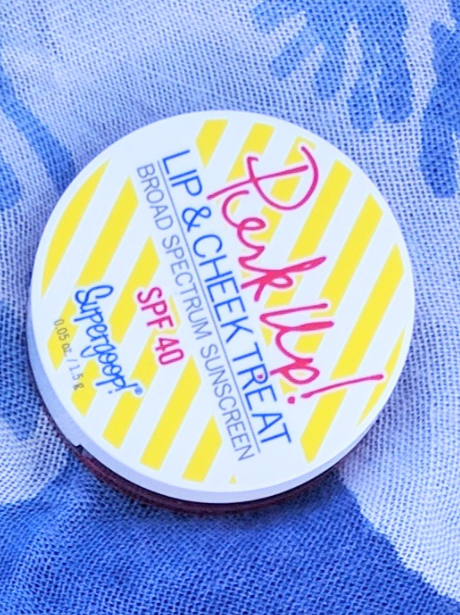 Perk Up!
LIP & CHEEK TREAT
BROAD SPECTRUM SUNSCREEN
SPF 40
Supergoop!®
0.05 oz / 1.5 g